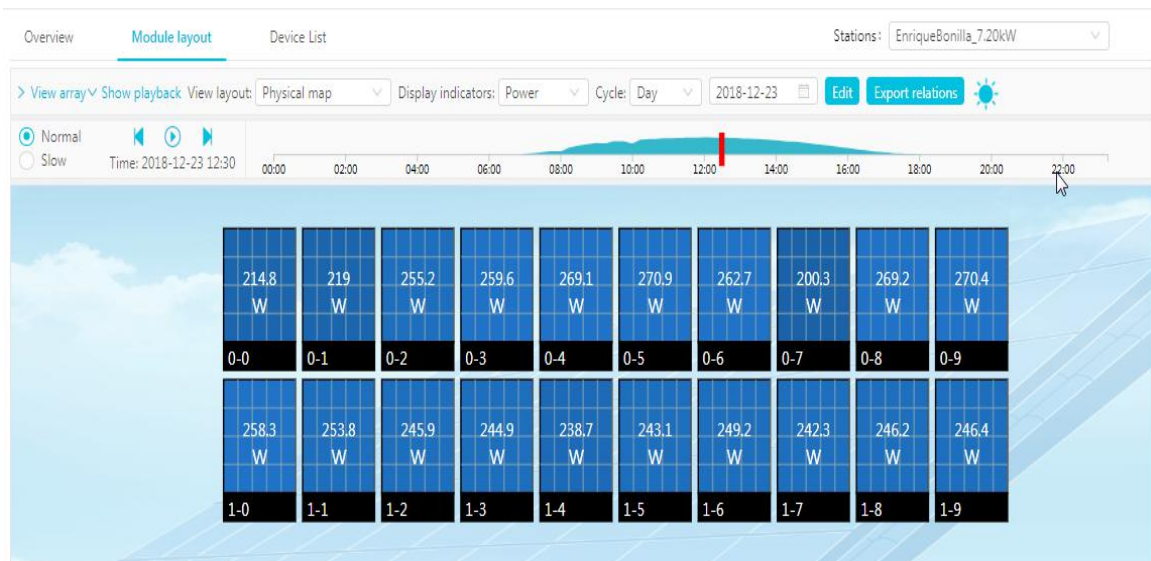 Overview Module layout Device List Stations: EnriqueBonilla_7.20kW
View array Show playback View layout: Physical map Display indicators: Power Cycle: Day 2018-12-23 Edit Export relations
Normal
Slow Time: 2018-12-23 12:30
00:00 02:00 04:00 06:00 08:00 10:00 12:00 14:00 16:00 18:00 20:00 22:00
214.8 219 255.2 259.6 269.1 270.9 262.7 200.3 269.2 270.4
W W W W W W W W W W
0-0 0-1 0-2 0-3 0-4 0-5 0-6 0-7 0-8 0-9
258.3 253.8 245.9 244.9 238.7 243.1 249.2 242.3 246.2 246.4
W W W W W W W W W W
1-0 1-1 1-2 1-3 1-4 1-5 1-6 1-7 1-8 1-9